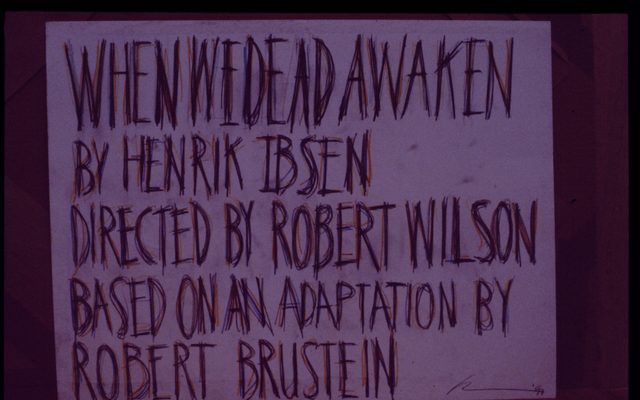 WHEN WE DEAD AWAKEN
BY HENRIK IBSEN
DIRECTED BY ROBERT WILSON
BASED ON AN ADAPTATION BY
ROBERT BRUSTEIN